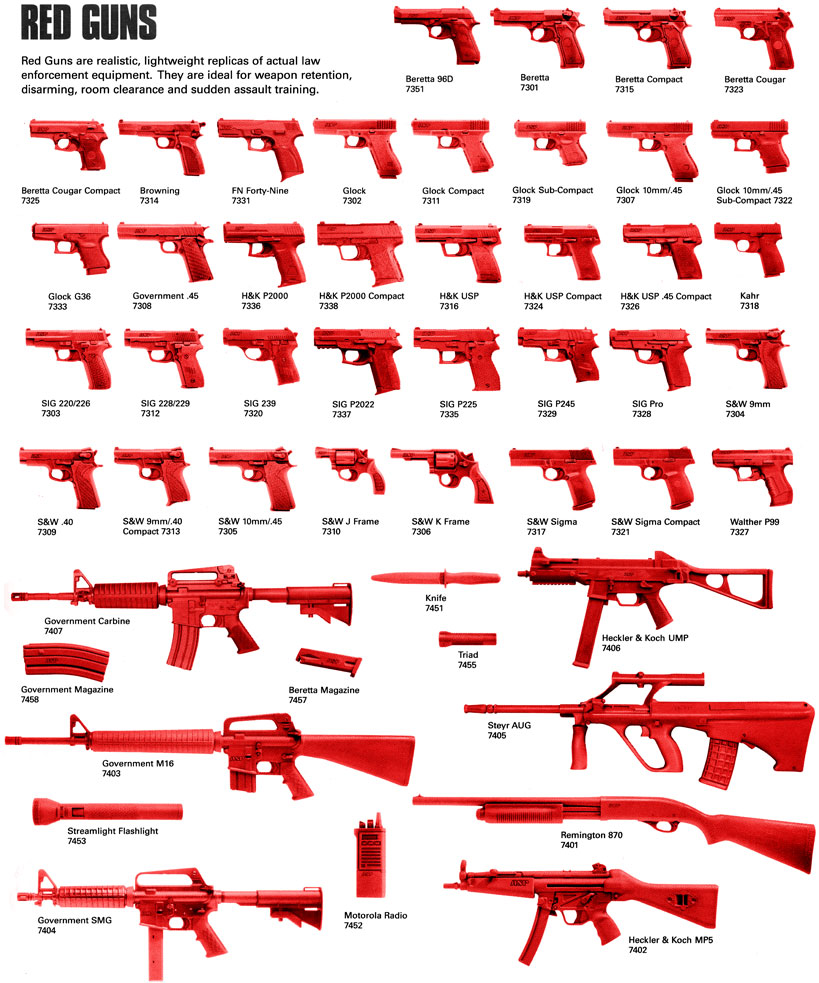 RED GUNS
Red Guns are realistic, lightweight replicas of actual law
enforcement equipment. They are ideal for weapon retention,
disarming, room clearance and sudden assault training.
Beretta 96D
7351
Beretta
7301
Beretta Compact
7315
Beretta Cougar
7323
Beretta Cougar Compact
7325
Browning
7314
FN Forty-Nine
7331
Glock
7302
Glock Compact
7311
Glock Sub-Compact
7319
Glock 10mm/.45
7307
Glock 10mm/.45
Sub-Compact 7322
Glock G36
7333
Government .45
7308
H&K P2000
7336
H&K P2000 Compact
7338
H&K USP
7316
H&K USP Compact
7324
H&K USP .45 Compact
7326
Kahr
7318
SIG 220/226
7303
SIG 228/229
7312
SIG 239
7320
SIG P2022
7337
SIG P225
7335
SIG P245
7329
SIG Pro
7328
S&W 9mm
7304
S&W .40
7309
S&W 9mm/.40
Compact 7313
S&W 10mm/.45
7305
S&W J Frame
7310
S&W K Frame
7306
S&W Sigma
7317
S&W Sigma Compact
7321
Walther P99
7327
Government Carbine
7407
Knife
7451
Heckler & Koch UMP
7406
Triad
7455
Government Magazine
7458
Beretta Magazine
7457
Steyr AUG
7405
Government M16
7403
Streamlight Flashlight
7453
Remington 870
7401
Motorola Radio
7452
Government SMG
7404
ASP
Heckler & Koch MP5
7402